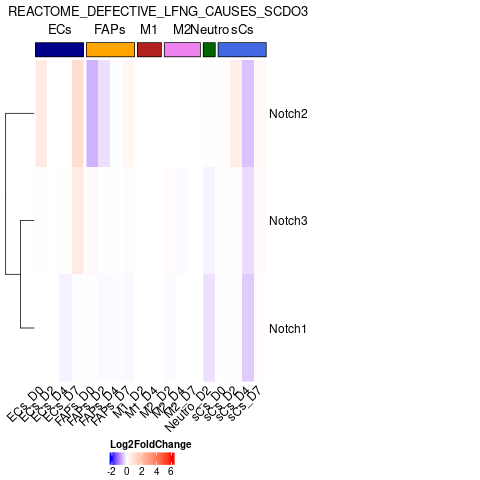 REACTOME_DEFECTIVE_LFNG_CAUSES_SCDO3
ECs FAPs M1 M2 Neutro sCs
Notch2
Notch3
Notch1
ECs_D0 ECs_D2 ECs_D4 ECs_D7 FAPs_D0 FAPs_D2 FAPs_D4 FAPs_D7 M1_D2 M1_D4 M2_D2 M2_D4 M2_D7 Neutro_D2 sCs_D0 sCs_D2 sCs_D4 sCs_D7
Log2FoldChange
-2 0 2 4 6